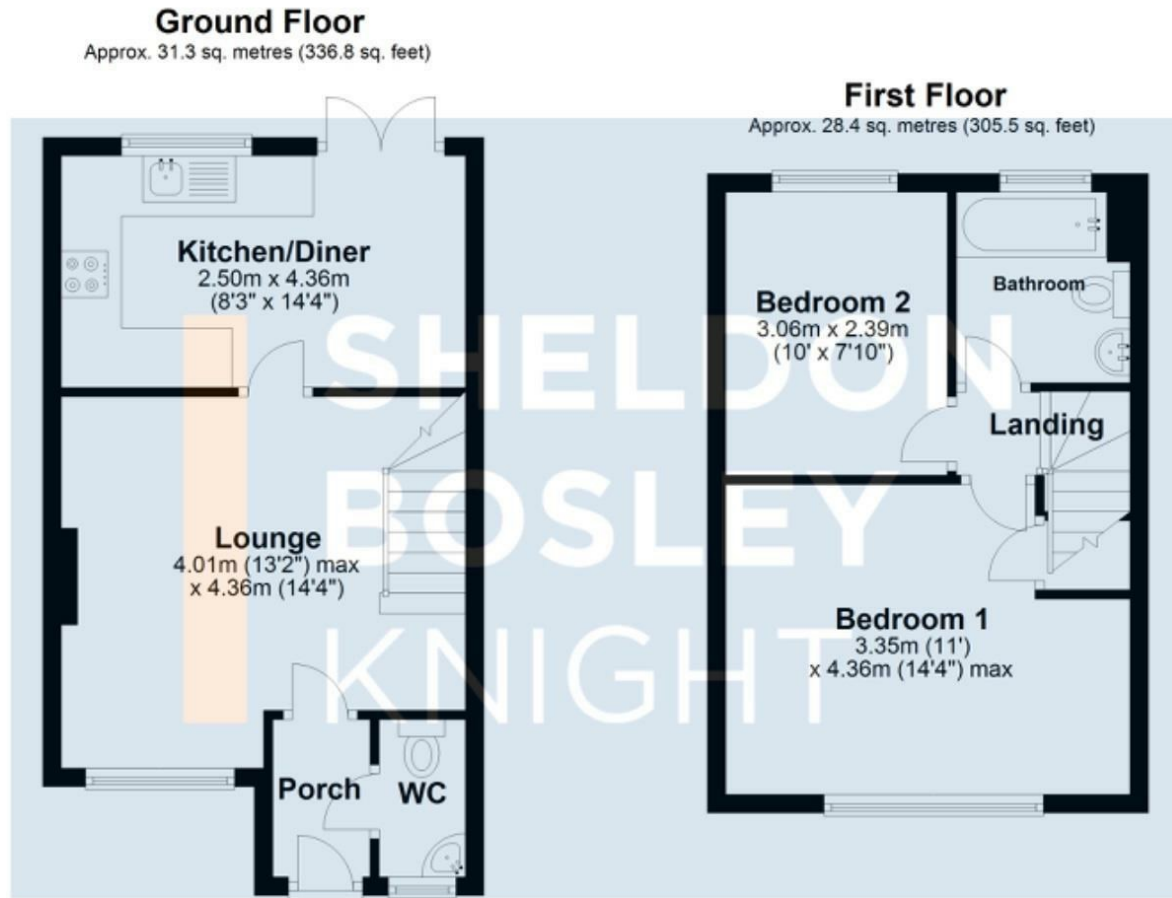 Ground Floor
Approx. 31.3 sq. metres (336.8 sq. feet)
Kitchen/Diner
2.50m x 4.36m
(8'3" x 14'4")
Lounge
4.01m (13'2") max
x 4.36m (14'4")
Porch
WC
First Floor
Approx. 28.4 sq. metres (305.5 sq. feet)
Bedroom 2
3.06m x 2.39m
(10' x 7'10")
Bathroom
Landing
Bedroom 1
3.35m (11')
x 4.36m (14'4") max
SHELDON
BOSLEY
KNIGHT